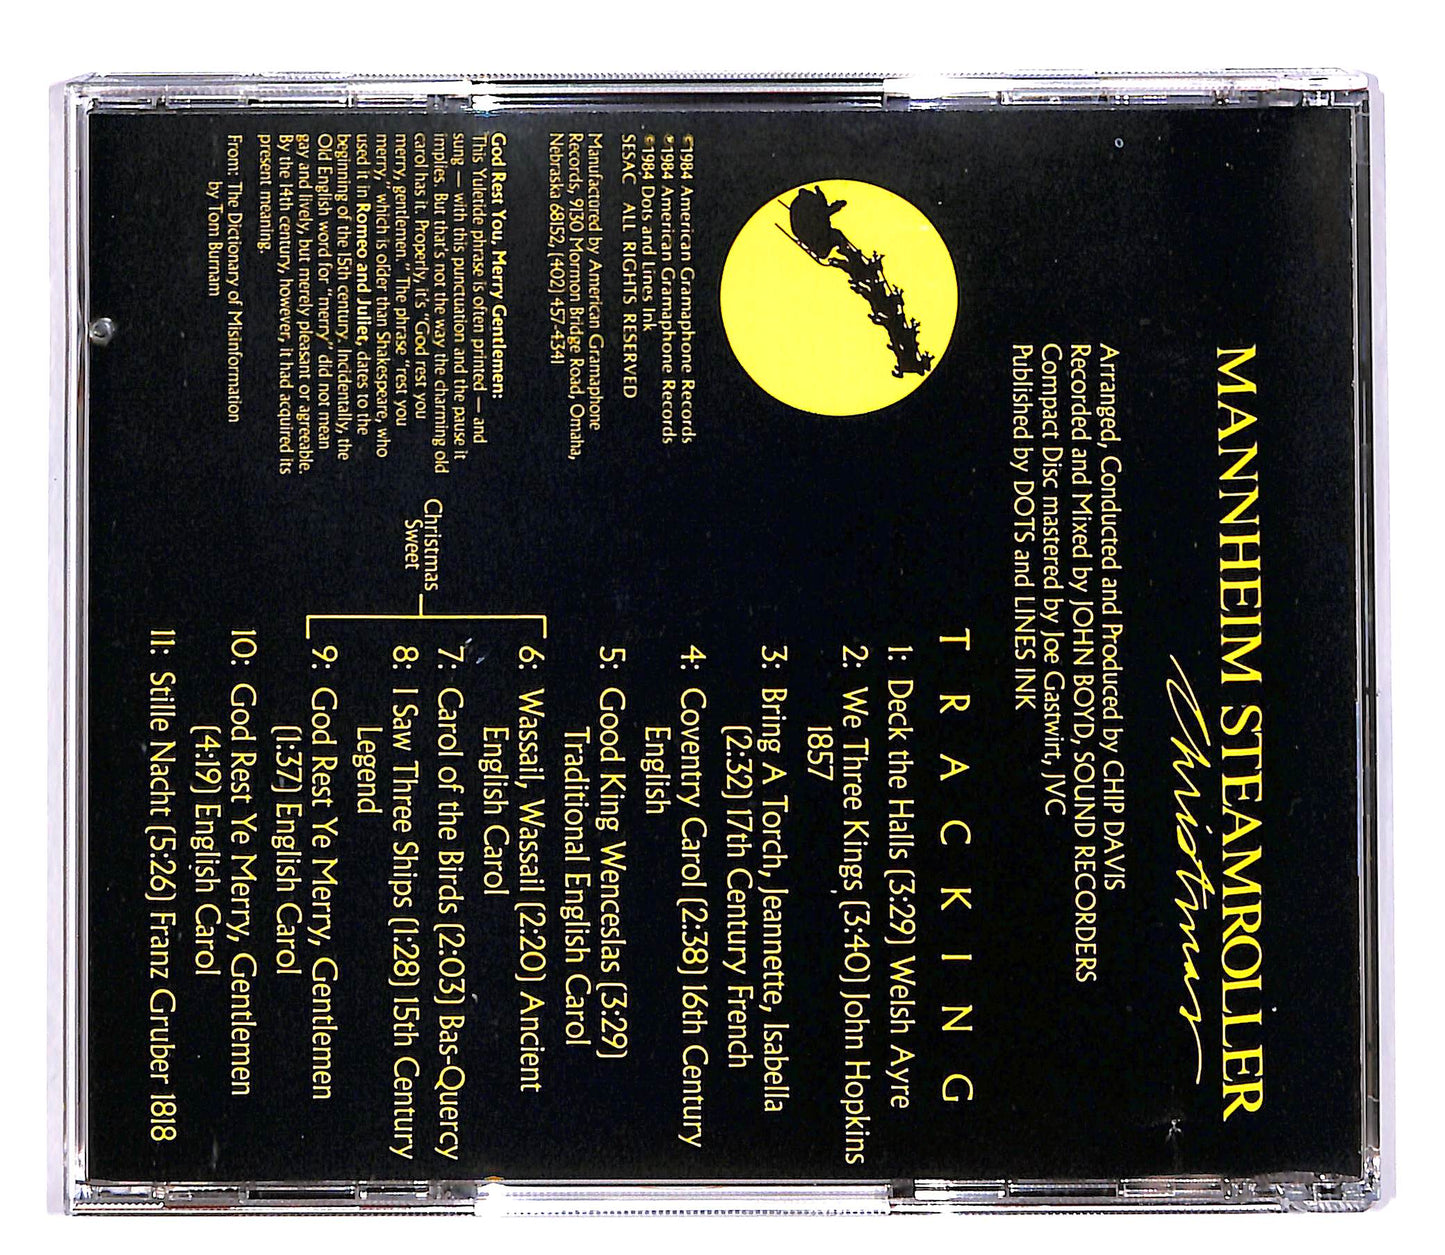 MANNHEIM STEAMROLLER
Christmas
Arranged, Conducted and Produced by CHIP DAVIS
Recorded and Mixed by JOHN BOYD, SOUND RECORDERS
Compact Disc mastered by Joe Gastwirt, JVC
Published by DOTS and LINES INK
TRACKING
1: Deck the Halls (3:29) Welsh Ayre
2: We Three Kings (3:40) John Hopkins
1857
3: Bring A Torch, Jeannette, Isabella
(2:32) 17th Century French
4: Coventry Carol (2:38) 16th Century
English
5: Good King Wenceslas (3:29)
Traditional English Carol
6: Wassail, Wassail (2:20) Ancient
English Carol
7: Carol of the Birds (2:03) Bas-Quercy
8: I Saw Three Ships (1:28) 15th Century
Legend
9: God Rest Ye Merry, Gentlemen
(1:37) English Carol
10: God Rest Ye Merry, Gentlemen
(4:19) English Carol
11: Stille Nacht (5:26) Franz Gruber 1818
Christmas
Sweet
℗1984 American Gramaphone Records
©1984 American Gramaphone Records
©1984 Dots and Lines Ink
SESAC ALL RIGHTS RESERVED
Manufactured by American Gramaphone
Records, 9130 Mormon Bridge Road, Omaha,
Nebraska 68152, (402) 457-4341
God Rest You, Merry Gentlemen:
This Yuletide phrase is often printed — and
sung — with this punctuation and the pause it
implies. But that's not the way the charming old
carol has it. Properly, it's "God rest you
merry, gentlemen." The phrase "rest you
merry," which is older than Shakespeare, who
used it in Romeo and Juliet, dates to the
beginning of the 15th century. Incidentally, the
Old English word for "merry" did not mean
gay and lively, but merely pleasant or agreeable.
By the 14th century, however, it had acquired its
present meaning.
From: The Dictionary of Misinformation
by Tom Burnam